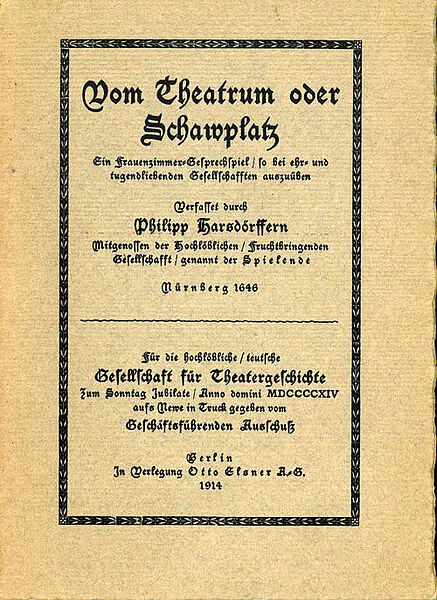 Vom Theatrum oder
Schawplatz
Ein Frauenzimmer-Gesprechspiel / so bei ehr- und
tugendliebenden Gesellschafften auszuüben
Verfasset durch
Philipp Harsdörffern
Mitgenossen der Hochlöblichen / Fruchtbringenden
Gesellschafft / genannt der Spielende
Nürnberg 1646
Für die hochlöbliche / teutsche
Gesellschaft für Theatergeschichte
Zum Sonntag Jubilate / Anno domini MDCCCCXIV
aufs Newe in Truck gegeben vom
Geschäftsführenden Ausschuß
Berlin
In Verlegung Otto Elsner A.-G.
1914